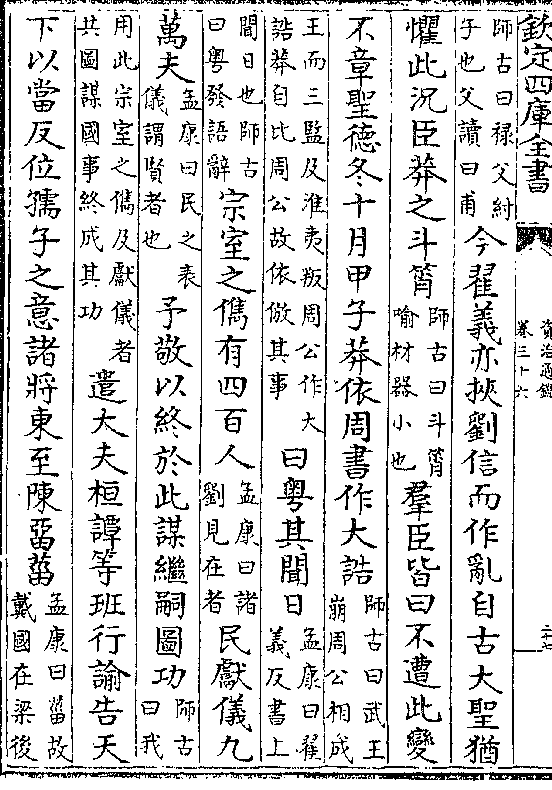 欽定四庫全書
資治通鑑
卷三十六
師古曰禄父紂子也父讀曰甫今翟義亦挾劉信而作亂自古大聖猶
懼此況臣莽之斗筲師古曰斗筲喻材器小也羣臣皆曰不遭此變
不章聖徳冬十月甲子莽依周書作大誥師古曰武王崩周公相成
王而三監及淮夷叛周公作大誥莽自比周公故依倣其事曰粤其聞日孟康曰翟義反書上
聞日也師古曰粤發語辭宗室之儁有四百人孟康曰諸劉見在者民獻儀九
萬夫孟康曰民之表儀謂賢者也予敬以終於此謀繼嗣圖功師古曰我
用此宗室之儁及獻儀者共圖謀國事終成其功遣大夫桓譚等班行諭告天
下以當反位孺子之意諸將東至陳畱菑孟康曰菑故戴國在梁後